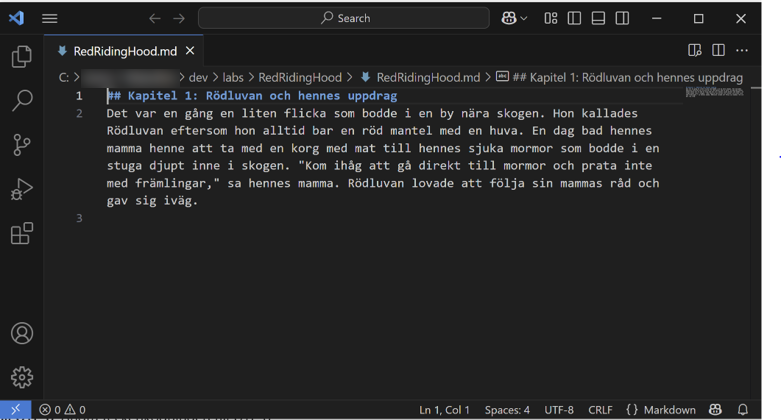 Search
RedRidingHood.md
C: > dev > labs > RedRidingHood > RedRidingHood.md > abc ## Kapitel 1: Rödluvan och hennes uppdrag
1 ## Kapitel 1: Rödluvan och hennes uppdrag
2 Det var en gång en liten flicka som bodde i en by nära skogen. Hon kallades
Rödluvan eftersom hon alltid bar en röd mantel med en huva. En dag bad hennes
mamma henne att ta med en korg med mat till hennes sjuka mormor som bodde i en
stuga djupt inne i skogen. "Kom ihåg att gå direkt till mormor och prata inte
med främlingar," sa hennes mamma. Rödluvan lovade att följa sin mammas råd och
gav sig iväg.
3
0 0 Ln 1, Col 1 Spaces: 4 UTF-8 CRLF {} Markdown